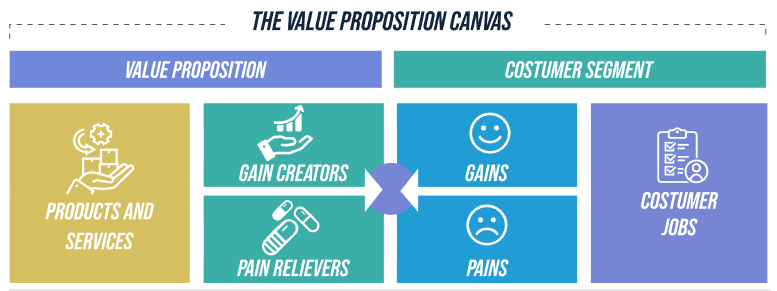 THE VALUE PROPOSITION CANVAS
VALUE PROPOSITION
COSTUMER SEGMENT
PRODUCTS AND
SERVICES
GAIN CREATORS
PAIN RELIEVERS
GAINS
PAINS
COSTUMER
JOBS